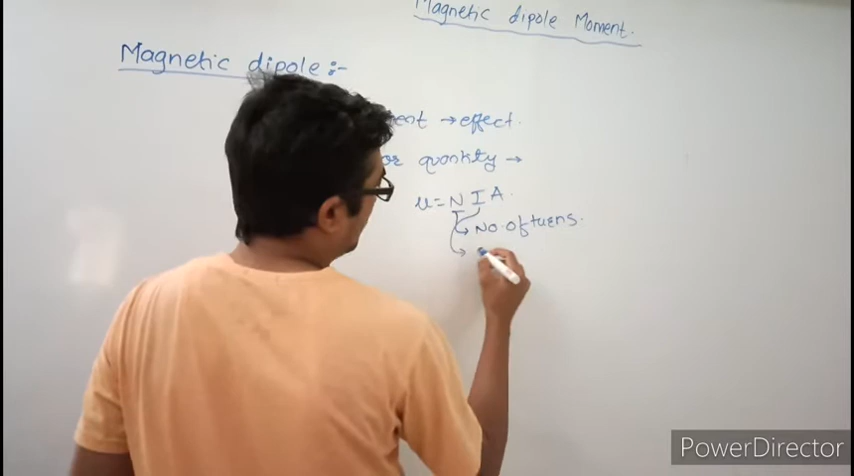 Magnetic dipole Moment.
Magnetic dipole :-
→ effect.
quantity →
μ = N I A.
→ No. of turns.
→
PowerDirector